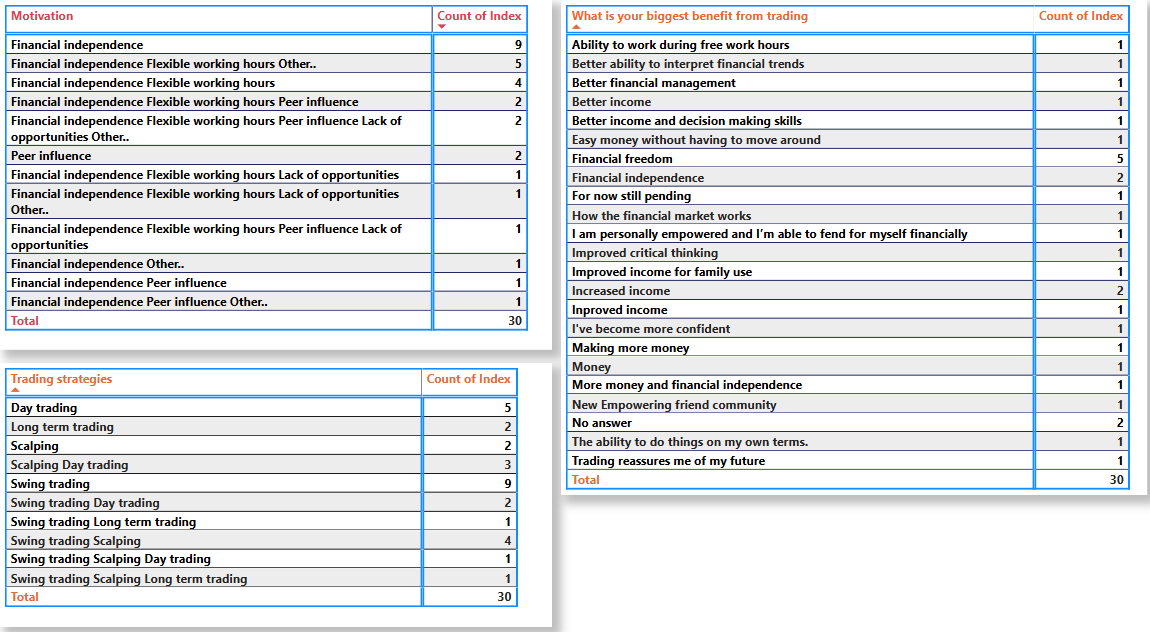 Motivation Count of Index
Financial independence 9
Financial independence Flexible working hours Other.. 5
Financial independence Flexible working hours 4
Financial independence Flexible working hours Peer influence 2
Financial independence Flexible working hours Peer influence Lack of 2
opportunities Other..
Peer influence 2
Financial independence Flexible working hours Lack of opportunities 1
Financial independence Flexible working hours Lack of opportunities 1
Other..
Financial independence Flexible working hours Peer influence Lack of 1
opportunities
Financial independence Other.. 1
Financial independence Peer influence 1
Financial independence Peer influence Other.. 1
Total 30
Trading strategies Count of Index
Day trading 5
Long term trading 2
Scalping 2
Scalping Day trading 3
Swing trading 9
Swing trading Day trading 2
Swing trading Long term trading 1
Swing trading Scalping 4
Swing trading Scalping Day trading 1
Swing trading Scalping Long term trading 1
Total 30
What is your biggest benefit from trading Count of Index
Ability to work during free work hours 1
Better ability to interpret financial trends 1
Better financial management 1
Better income 1
Better income and decision making skills 1
Easy money without having to move around 1
Financial freedom 5
Financial independence 2
For now still pending 1
How the financial market works 1
I am personally empowered and I’m able to fend for myself financially 1
Improved critical thinking 1
Improved income for family use 1
Increased income 2
Inproved income 1
I've become more confident 1
Making more money 1
Money 1
More money and financial independence 1
New Empowering friend community 1
No answer 2
The ability to do things on my own terms. 1
Trading reassures me of my future 1
Total 30